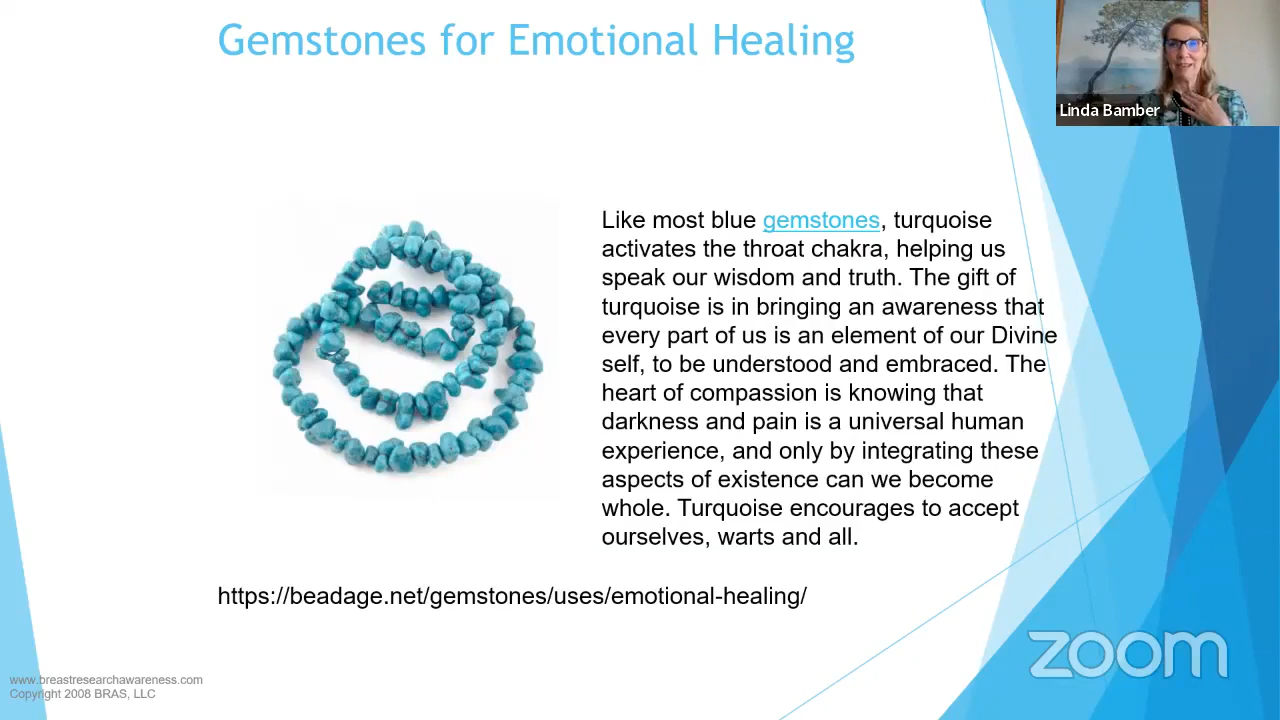 Gemstones for Emotional Healing
Linda Bamber
Like most blue gemstones, turquoise
activates the throat chakra, helping us
speak our wisdom and truth. The gift of
turquoise is in bringing an awareness that
every part of us is an element of our Divine
self, to be understood and embraced. The
heart of compassion is knowing that
darkness and pain is a universal human
experience, and only by integrating these
aspects of existence can we become
whole. Turquoise encourages to accept
ourselves, warts and all.
https://beadage.net/gemstones/uses/emotional-healing/
zoom
www.breastresearchawareness.com
Copyright 2008 BRAS, LLC